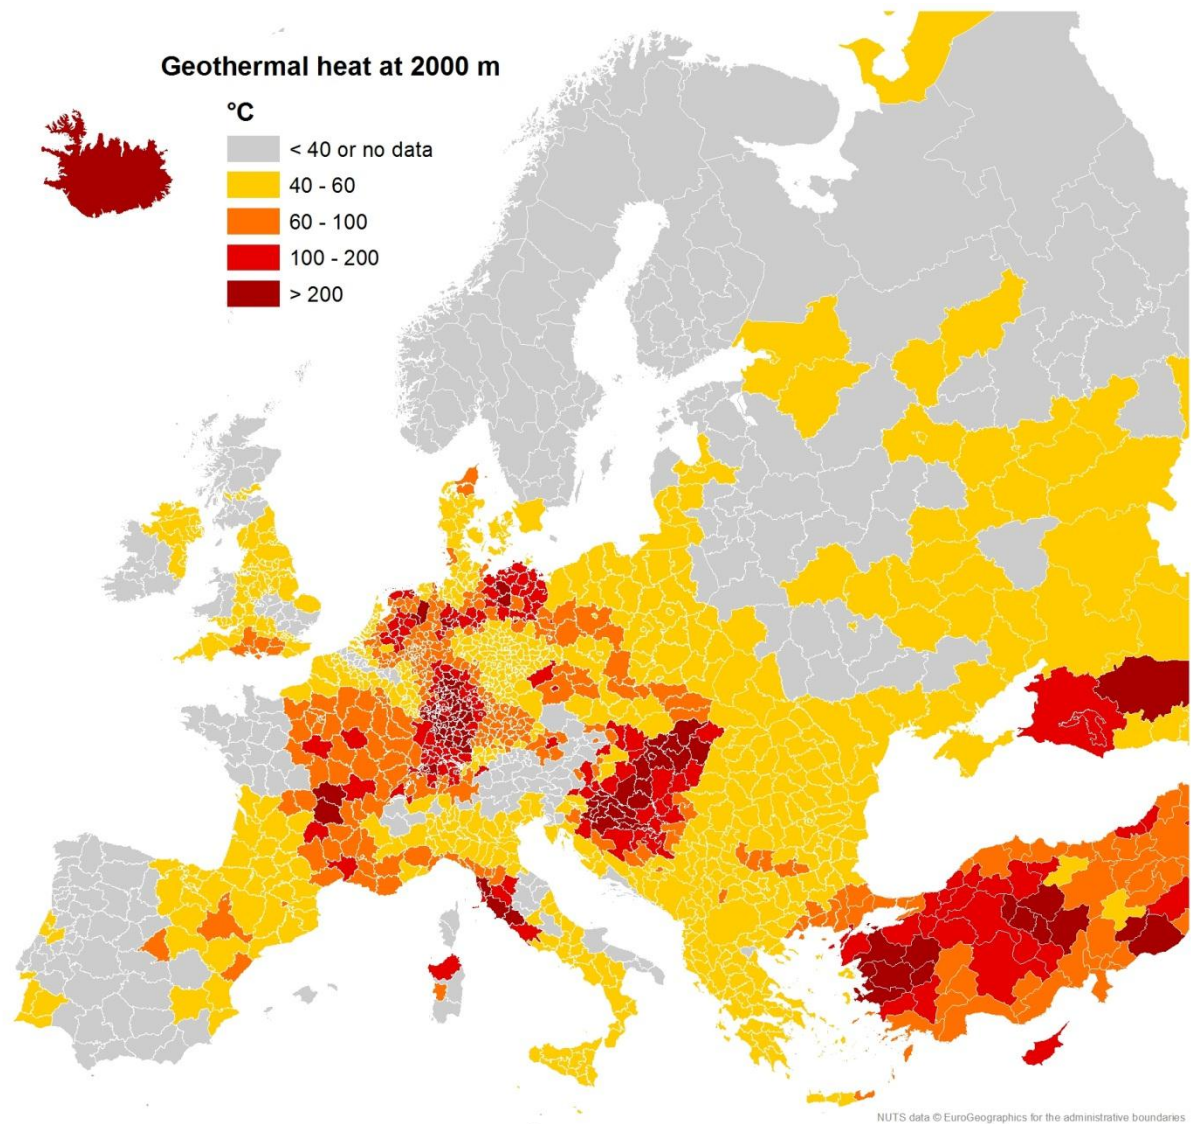 Geothermal heat at 2000 m
°C
< 40 or no data
40 - 60
60 - 100
100 - 200
> 200
NUTS data © EuroGeographics for the administrative boundaries